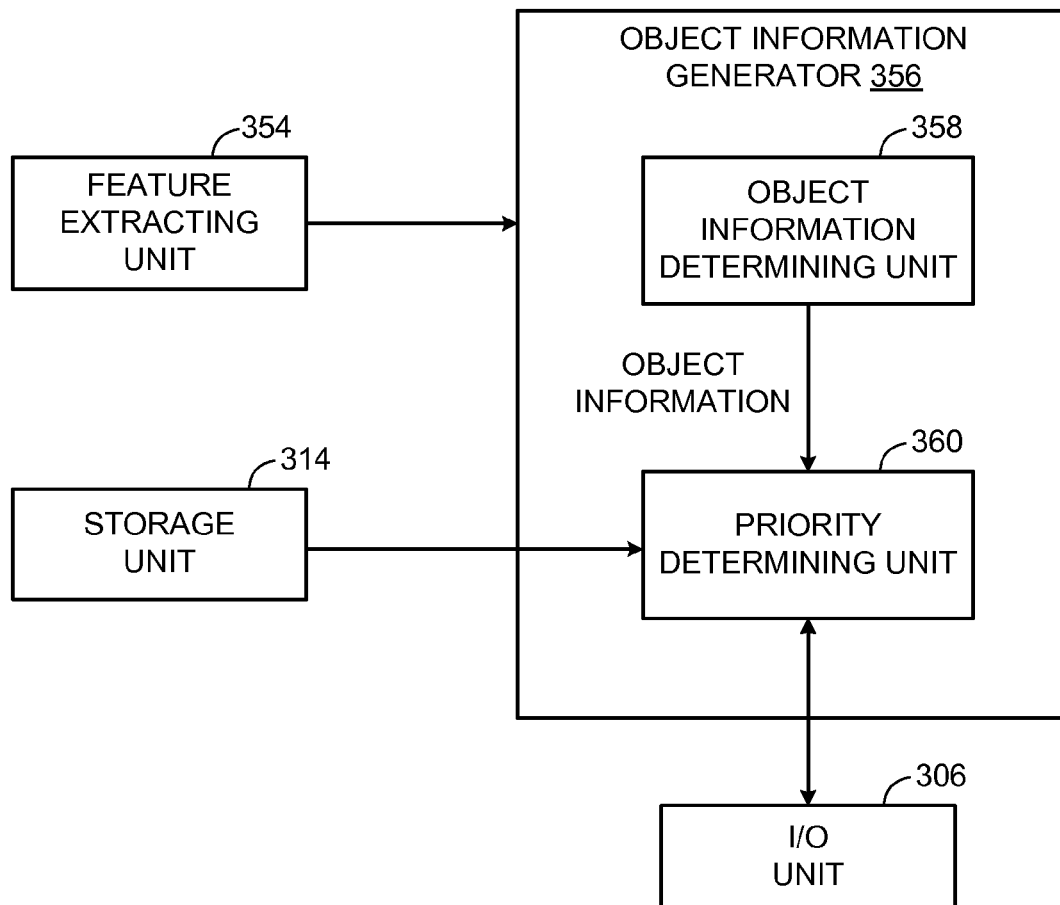 OBJECT INFORMATION
GENERATOR 356
354
FEATURE
EXTRACTING
UNIT
358
OBJECT
INFORMATION
DETERMINING UNIT
OBJECT
INFORMATION
314
STORAGE
UNIT
360
PRIORITY
DETERMINING UNIT
306
I/O
UNIT